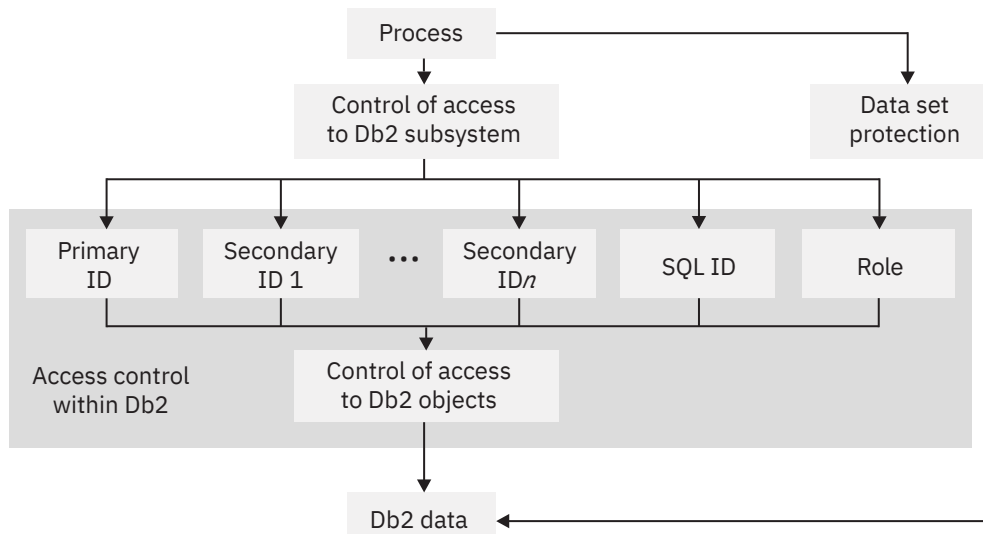 Process
Control of access
to Db2 subsystem
Data set
protection
Primary
ID
Secondary
ID 1
...
Secondary
IDn
SQL ID
Role
Access control
within Db2
Control of access
to Db2 objects
Db2 data